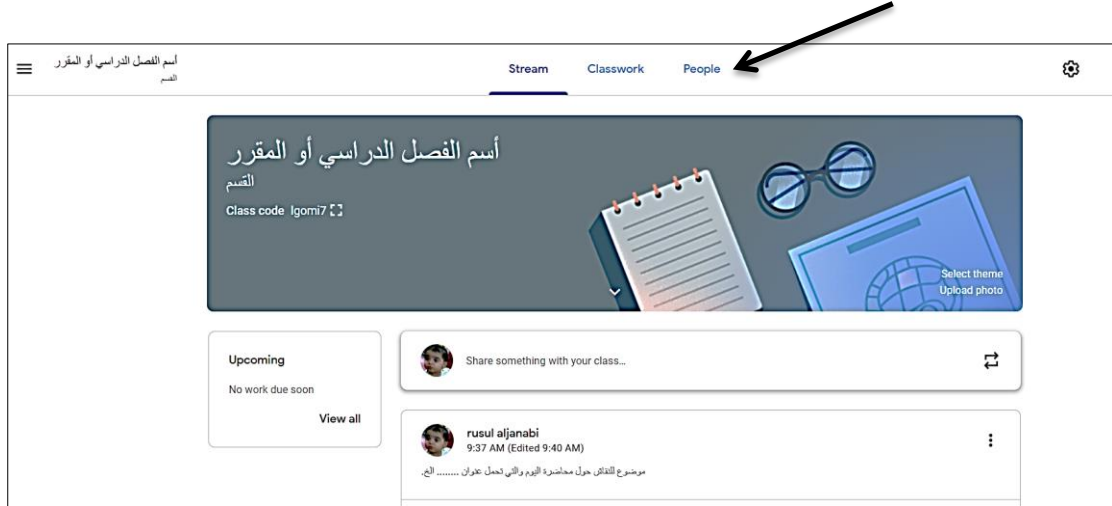 أسم الفصل الدراسي أو المقرر
القسم
Stream Classwork People
أسم الفصل الدراسي أو المقرر
القسم
Class code lgomi7
Select theme
Upload photo
Upcoming
No work due soon
View all
Share something with your class...
rusul aljanabi
9:37 AM (Edited 9:40 AM)
موضوع للنقاش حول محاضرة اليوم والتي تحمل عنوان ........ الخ.